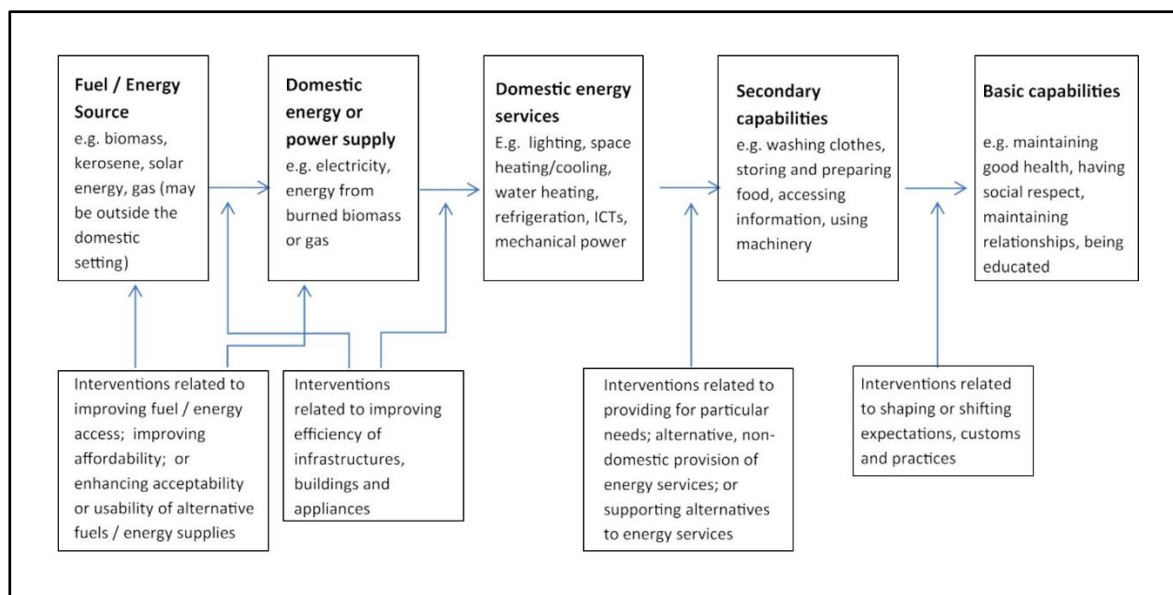 Fuel / Energy
Source
e.g. biomass,
kerosene, solar
energy, gas (may
be outside the
domestic
setting)
Domestic
energy or
power supply
e.g. electricity,
energy from
burned biomass
or gas
Domestic energy
services
E.g. lighting, space
heating/cooling,
water heating,
refrigeration, ICTs,
mechanical power
Secondary
capabilities
e.g. washing clothes,
storing and preparing
food, accessing
information, using
machinery
Basic capabilities
e.g. maintaining
good health, having
social respect,
maintaining
relationships, being
educated
Interventions related to
improving fuel / energy
access; improving
affordability; or
enhancing acceptability
or usability of alternative
fuels / energy supplies
Interventions
related to improving
efficiency of
infrastructures,
buildings and
appliances
Interventions related to
providing for particular
needs; alternative, non-
domestic provision of
energy services; or
supporting alternatives
to energy services
Interventions related
to shaping or shifting
expectations, customs
and practices